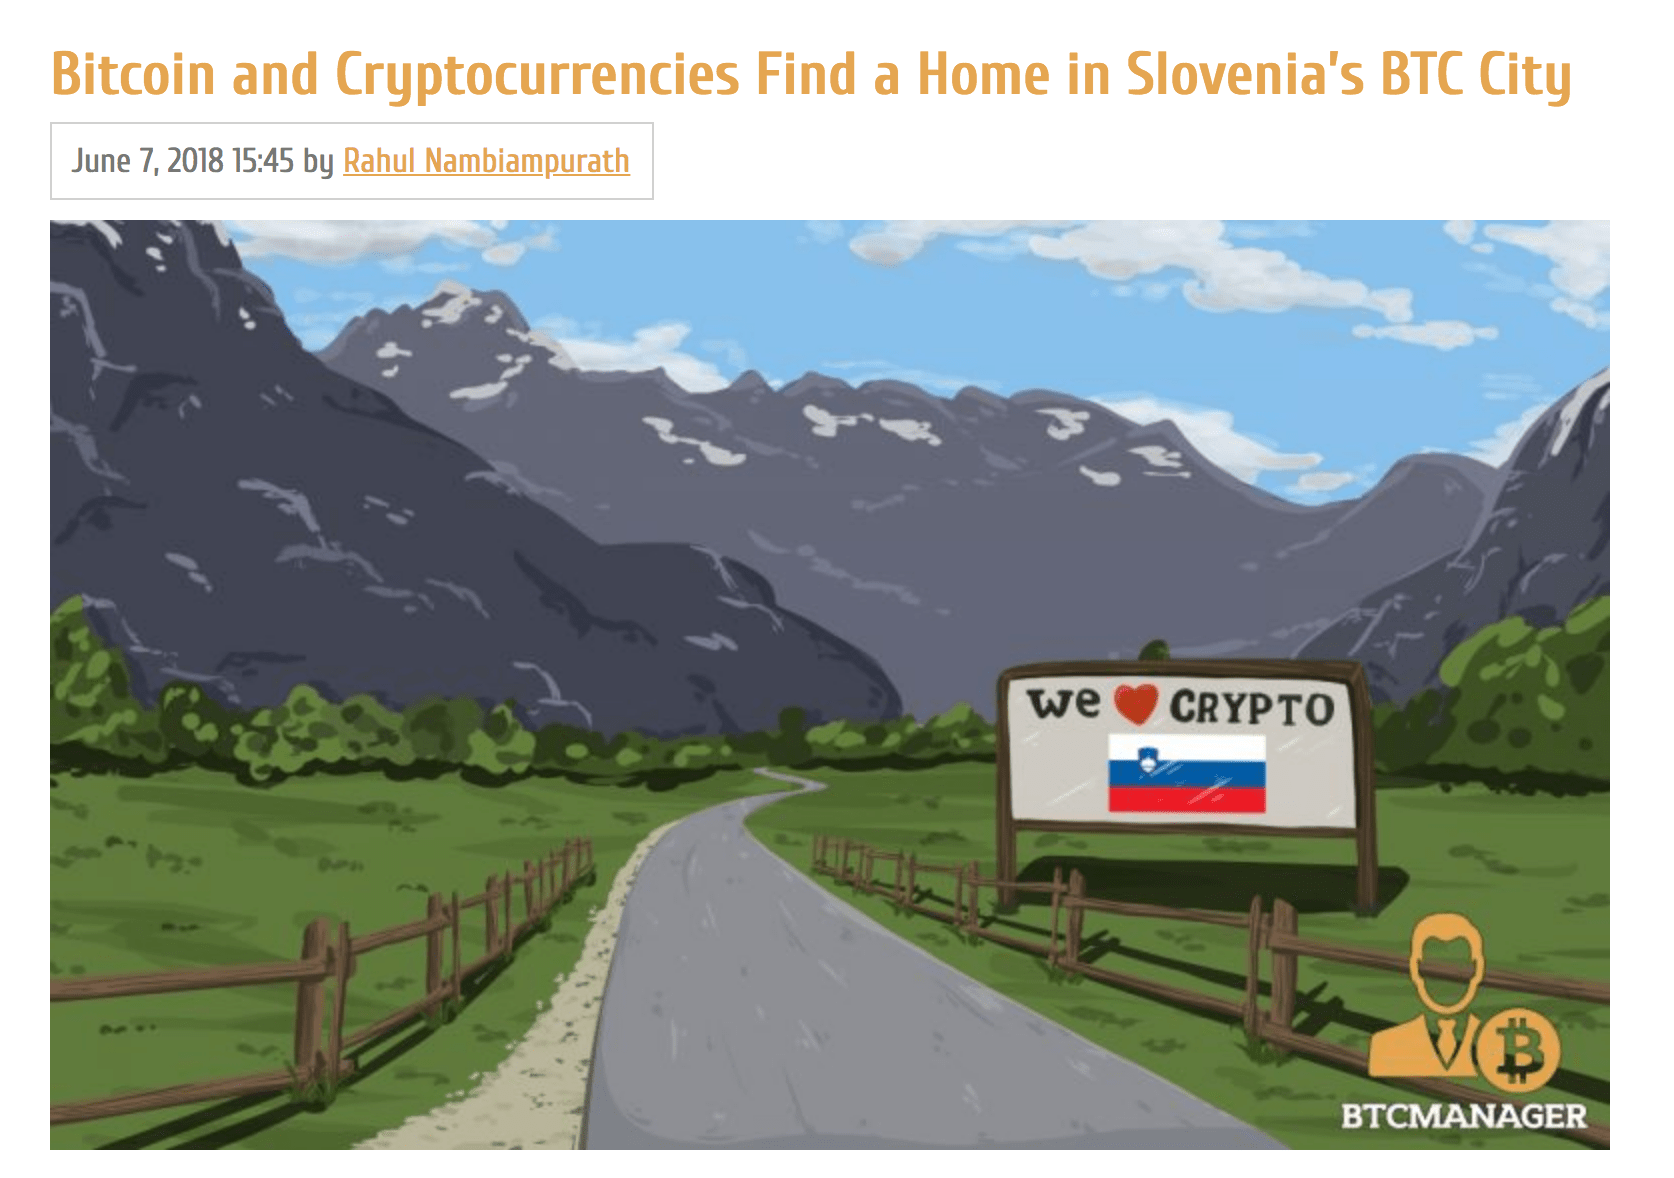 Bitcoin and Cryptocurrencies Find a Home in Slovenia's BTC City
June 7, 2018 15:45 by Rahul Nambiampurath
We ❤ CRYPTO
BTCMANAGER